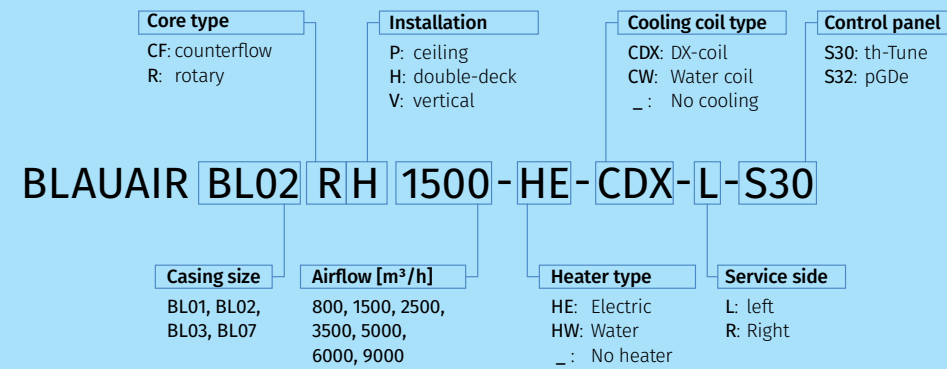 Core type
CF: counterflow
R: rotary
Installation
P: ceiling
H: double-deck
V: vertical
Cooling coil type
CDX: DX-coil
CW: Water coil
_ : No cooling
Control panel
S30: th-Tune
S32: pGDe
BLAUAIR BL02 R H 1500-HE-CDX-L-S30
Casing size
BL01, BL02,
BL03, BL07
Airflow [m³/h]
800, 1500, 2500,
3500, 5000,
6000, 9000
Heater type
HE: Electric
HW: Water
_ : No heater
Service side
L: left
R: Right